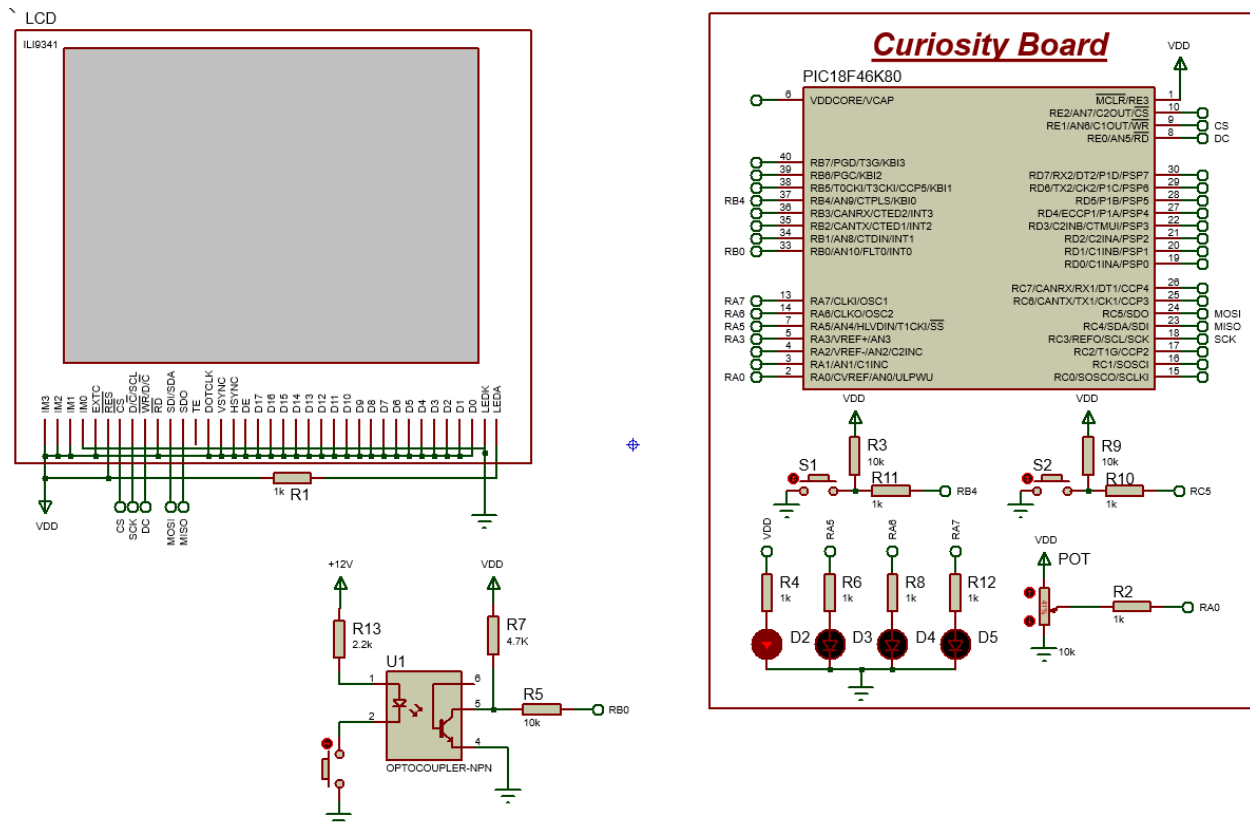 LCD
ILI9341
IM3
IM2
IM1
IM0
EXTC
RES
CS
D/C/SCL
WR/D/C
RD
SDI/SDA
SDO
TE
DOTCLK
VSYNC
HSYNC
DE
D17
D16
D15
D14
D13
D12
D11
D10
D9
D8
D7
D6
D5
D4
D3
D2
D1
D0
LEDK
LEDA
1k R1
VDD
CS
SCK
DC
MOSI
MISO
+12V
VDD
R13
2.2k
R7
4.7K
U1
1
2
6
5
4
R5
10k
RB0
OPTOCOUPLER-NPN
Curiosity Board
VDD
PIC18F46K80
6 VDDCORE/VCAP
40 RB7/PGD/T3G/KBI3
39 RB6/PGC/KBI2
38 RB5/T0CKI/T3CKI/CCP5/KBI1
RB4 37 RB4/AN9/CTPLS/KBI0
36 RB3/CANRX/CTED2/INT3
35 RB2/CANTX/CTED1/INT2
34 RB1/AN8/CTDIN/INT1
RB0 33 RB0/AN10/FLT0/INT0
RA7 13 RA7/CLKI/OSC1
RA6 14 RA6/CLKO/OSC2
RA5 7 RA5/AN4/HLVDIN/T1CKI/SS
RA3 5 RA3/VREF+/AN3
4 RA2/VREF-/AN2/C2INC
3 RA1/AN1/C1INC
RA0 2 RA0/CVREF/AN0/ULPWU
MCLR/RE3 1
RE2/AN7/C2OUT/CS 10
RE1/AN6/C1OUT/WR 9 CS
RE0/AN5/RD 8 DC
RD7/RX2/DT2/P1D/PSP7 30
RD6/TX2/CK2/P1C/PSP6 29
RD5/P1B/PSP5 28
RD4/ECCP1/P1A/PSP4 27
RD3/C2INB/CTMUI/PSP3 22
RD2/C2INA/PSP2 21
RD1/C1INB/PSP1 20
RD0/C1INA/PSP0 19
RC7/CANRX/RX1/DT1/CCP4 26
RC6/CANTX/TX1/CK1/CCP3 25
RC5/SDO 24 MOSI
RC4/SDA/SDI 23 MISO
RC3/REFO/SCL/SCK 18 SCK
RC2/T1G/CCP2 17
RC1/SOSCI 16
RC0/SOSCO/SCLKI 15
VDD
R3
10k
S1
R11
1k
RB4
VDD
R9
10k
S2
R10
1k
RC5
VDD
RA5
RA6
RA7
R4
1k
R6
1k
R8
1k
R12
1k
D2
D3
D4
D5
VDD
POT
41%
10k
R2
1k
RA0